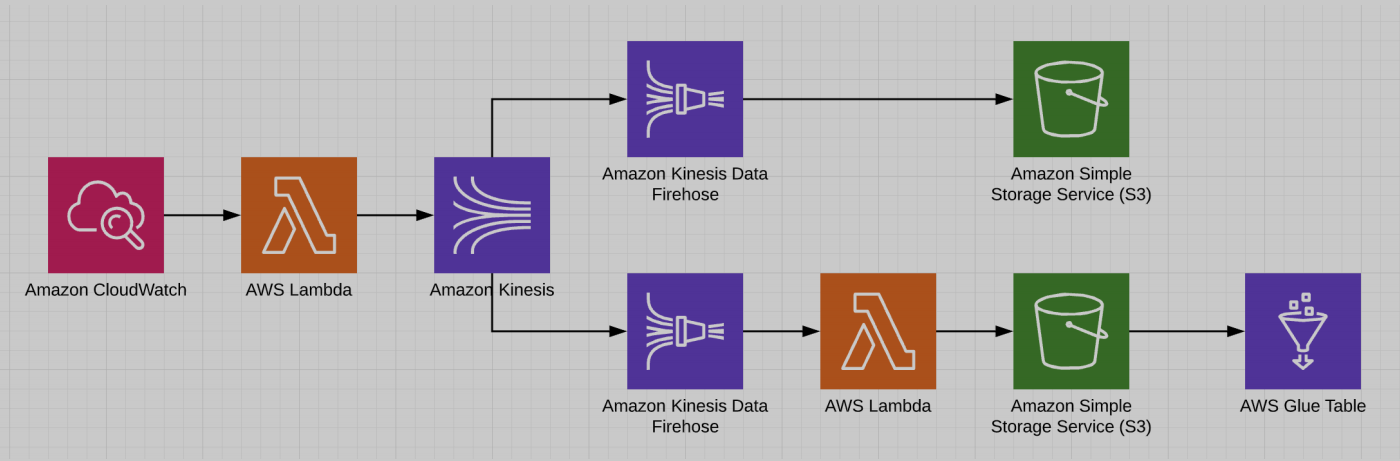 Amazon Kinesis Data
Firehose
Amazon Simple
Storage Service (S3)
Amazon CloudWatch
AWS Lambda
Amazon Kinesis
Amazon Kinesis Data
Firehose
AWS Lambda
Amazon Simple
Storage Service (S3)
AWS Glue Table